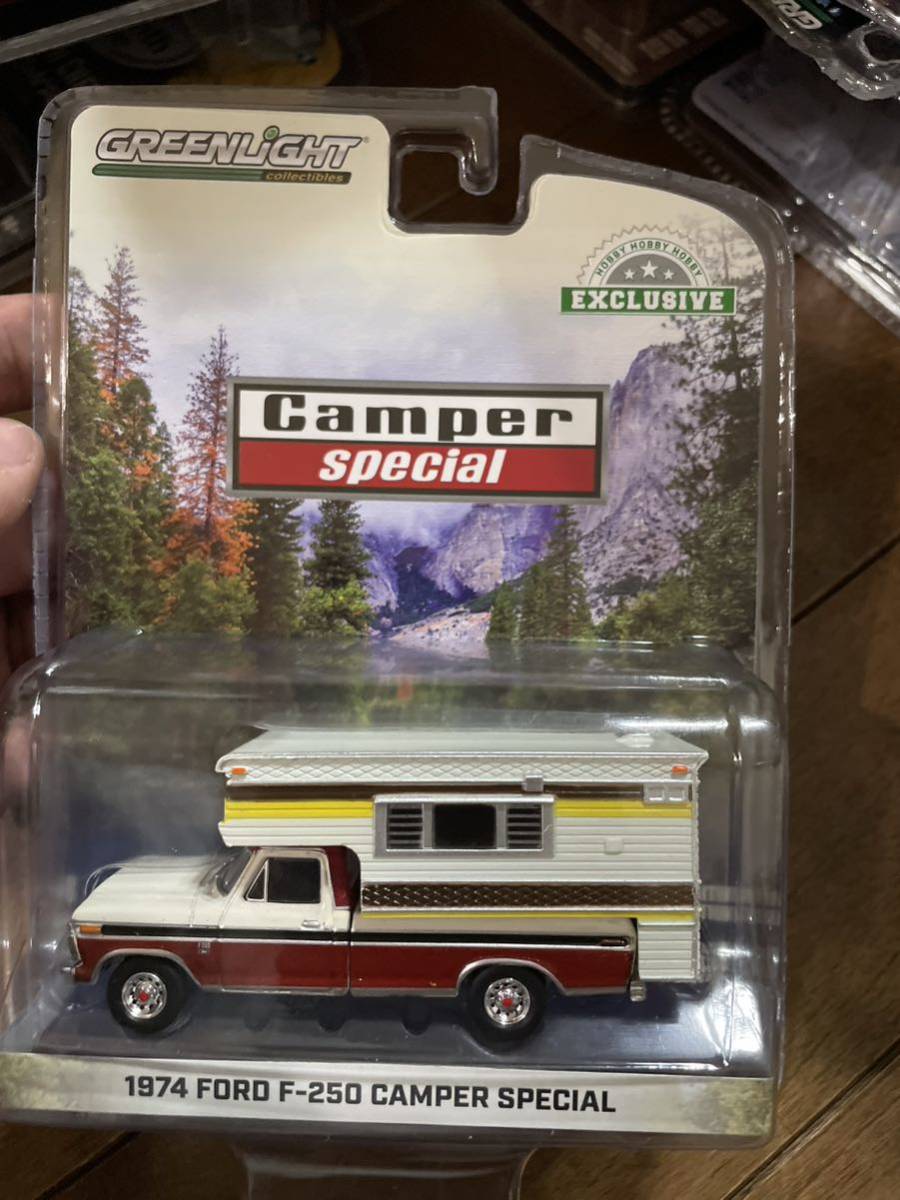 GREENLiGHT®
collectibles
HOBBY HOBBY HOBBY
EXCLUSIVE
Camper
special
1974 FORD F-250 CAMPER SPECIAL